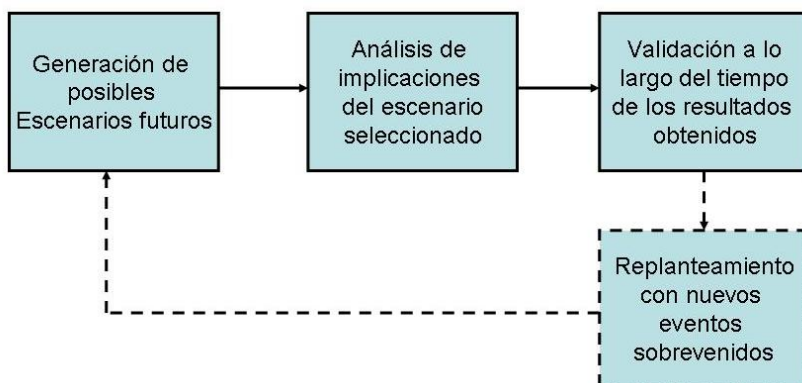 Generación de
posibles
Escenarios futuros
Análisis de
implicaciones
del escenario
seleccionado
Validación a lo
largo del tiempo
de los resultados
obtenidos
Replanteamiento
con nuevos
eventos
sobrevenidos